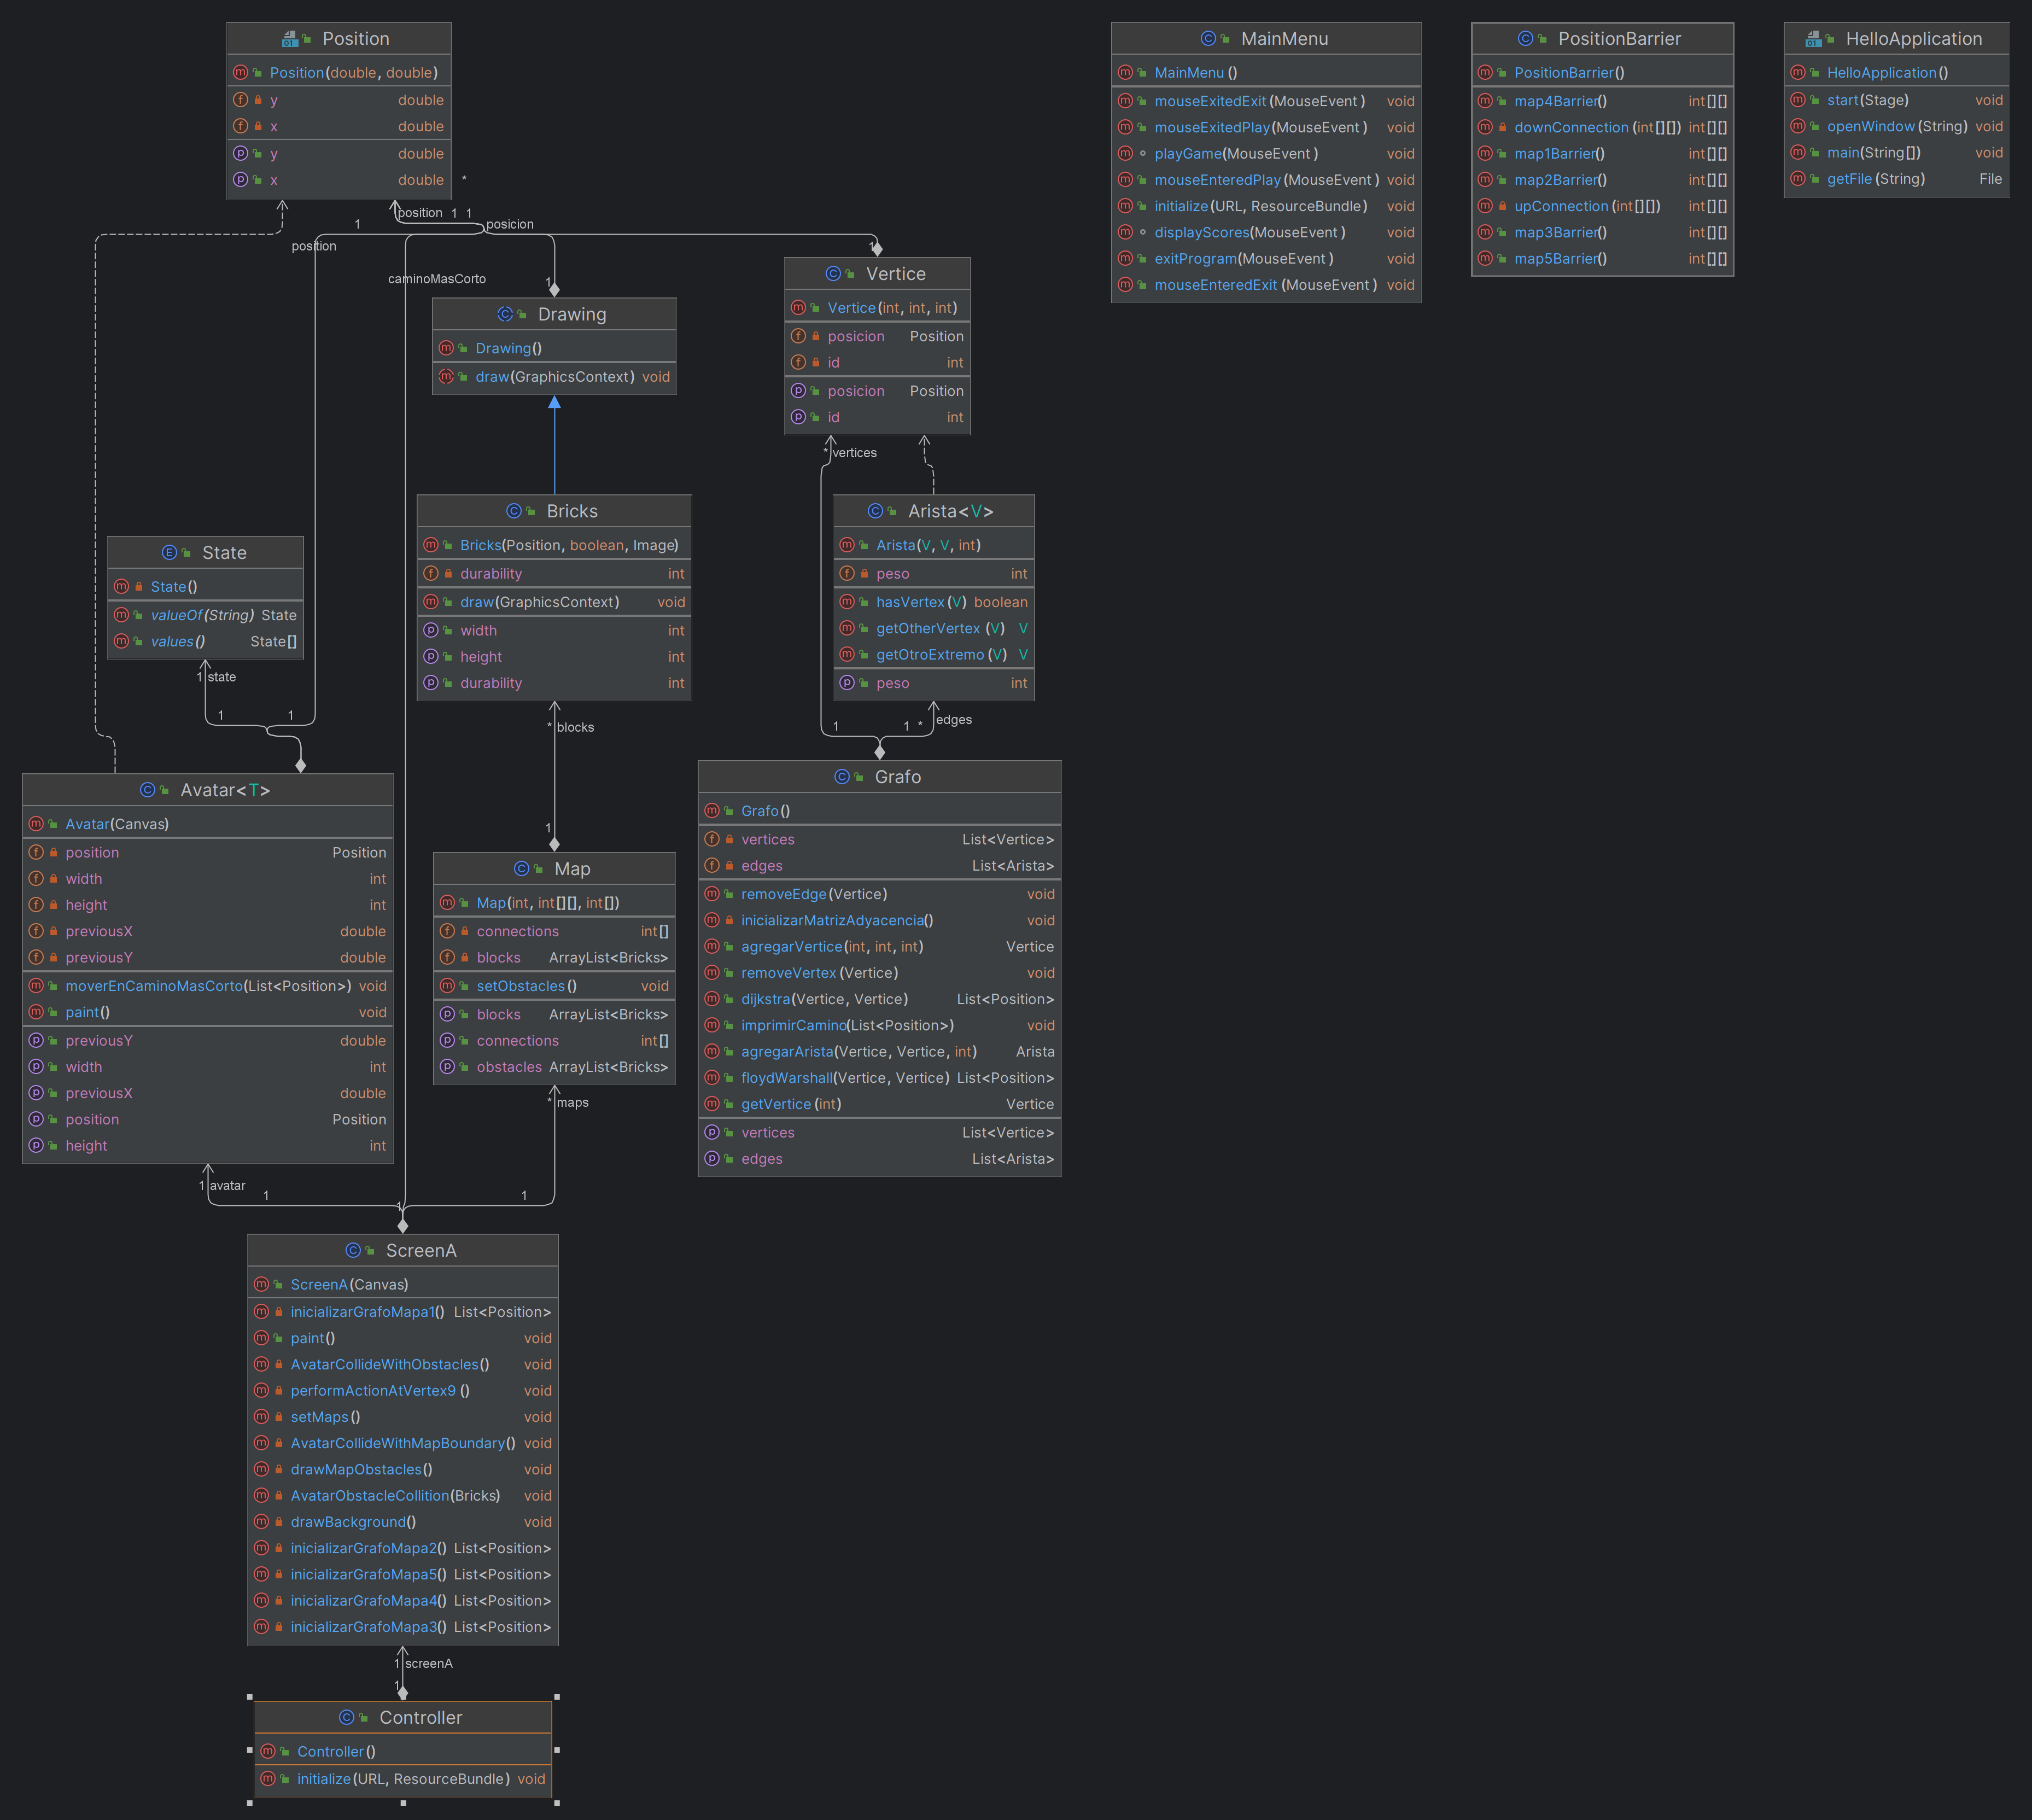 Position
Position(double, double)
y double
x double
y double
x double
*
position 1 1
posicion
1
position
caminoMasCorto
1
1
MainMenu
MainMenu ()
mouseExitedExit (MouseEvent ) void
mouseExitedPlay(MouseEvent ) void
playGame(MouseEvent ) void
mouseEnteredPlay (MouseEvent ) void
initialize (URL, ResourceBundle) void
displayScores(MouseEvent ) void
exitProgram(MouseEvent ) void
mouseEnteredExit (MouseEvent ) void
PositionBarrier
PositionBarrier()
map4Barrier() int[][]
downConnection (int[][]) int[][]
map1Barrier() int[][]
map2Barrier() int[][]
upConnection (int[][]) int[][]
map3Barrier() int[][]
map5Barrier() int[][]
HelloApplication
HelloApplication ()
start(Stage) void
openWindow (String) void
main(String[]) void
getFile (String) File
Drawing
Drawing()
draw(GraphicsContext) void
Vertice
Vertice(int, int, int)
posicion Position
id int
posicion Position
id int
* vertices
Bricks
Bricks(Position, boolean, Image)
durability int
draw(GraphicsContext) void
width int
height int
durability int
* blocks
1
Arista<V>
Arista(V, V, int)
peso int
hasVertex (V) boolean
getOtherVertex (V) V
getOtroExtremo (V) V
peso int
1 1 * edges
State
State()
valueOf(String) State
values() State[]
1 state
1 1
Avatar<T>
Avatar(Canvas)
position Position
width int
height int
previousX double
previousY double
moverEnCaminoMasCorto(List<Position>) void
paint() void
previousY double
width int
previousX double
position Position
height int
1 avatar
1
Map
Map(int, int[][], int[])
connections int[]
blocks ArrayList<Bricks>
setObstacles () void
blocks ArrayList<Bricks>
connections int[]
obstacles ArrayList<Bricks>
* maps
1
1
Grafo
Grafo()
vertices List<Vertice>
edges List<Arista>
removeEdge (Vertice) void
inicializarMatrizAdyacencia() void
agregarVertice(int, int, int) Vertice
removeVertex (Vertice) void
dijkstra(Vertice, Vertice) List<Position>
imprimirCamino(List<Position>) void
agregarArista(Vertice, Vertice, int) Arista
floydWarshall(Vertice, Vertice) List<Position>
getVertice (int) Vertice
vertices List<Vertice>
edges List<Arista>
ScreenA
ScreenA(Canvas)
inicializarGrafoMapa1() List<Position>
paint() void
AvatarCollideWithObstacles() void
performActionAtVertex9 () void
setMaps() void
AvatarCollideWithMapBoundary() void
drawMapObstacles() void
AvatarObstacleCollition(Bricks) void
drawBackground() void
inicializarGrafoMapa2() List<Position>
inicializarGrafoMapa5() List<Position>
inicializarGrafoMapa4() List<Position>
inicializarGrafoMapa3() List<Position>
1 screenA
1
Controller
Controller ()
initialize (URL, ResourceBundle ) void